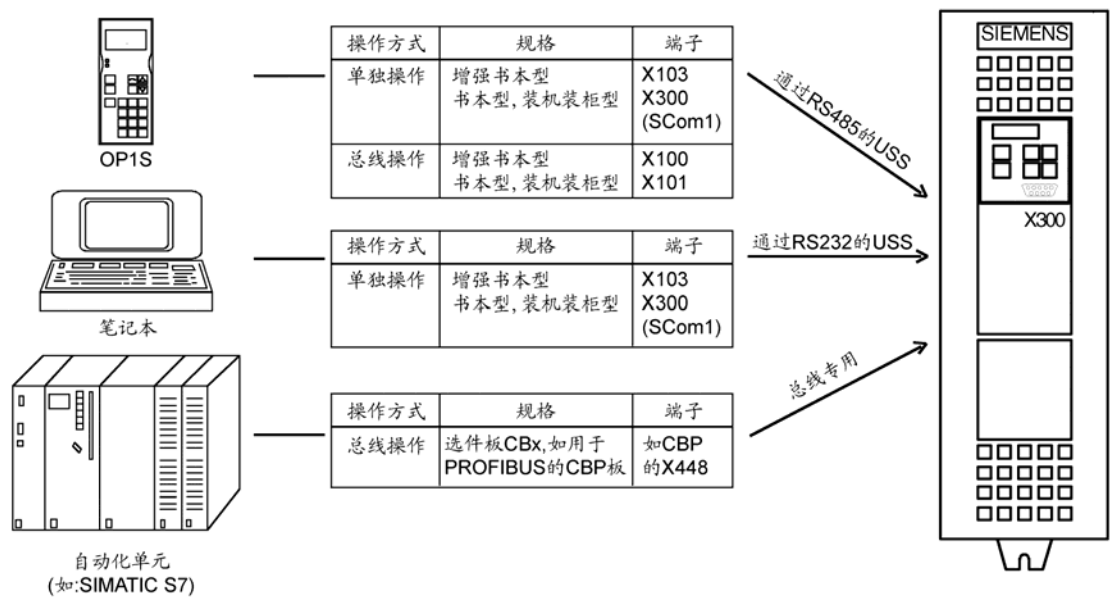 OP1S
操作方式 规格 端子
单独操作 增强书本型 X103
书本型,装机装柜型 X300
(SCom1)
总线操作 增强书本型 X100
书本型,装机装柜型 X101
通过RS485的USS
SIEMENS
X300
笔记本
操作方式 规格 端子
单独操作 增强书本型 X103
书本型,装机装柜型 X300
(SCom1)
通过RS232的USS
自动化单元
(如:SIMATIC S7)
操作方式 规格 端子
总线操作 选件板CBx,如用于 如CBP
PROFIBUS的CBP板 的X448
总线专用